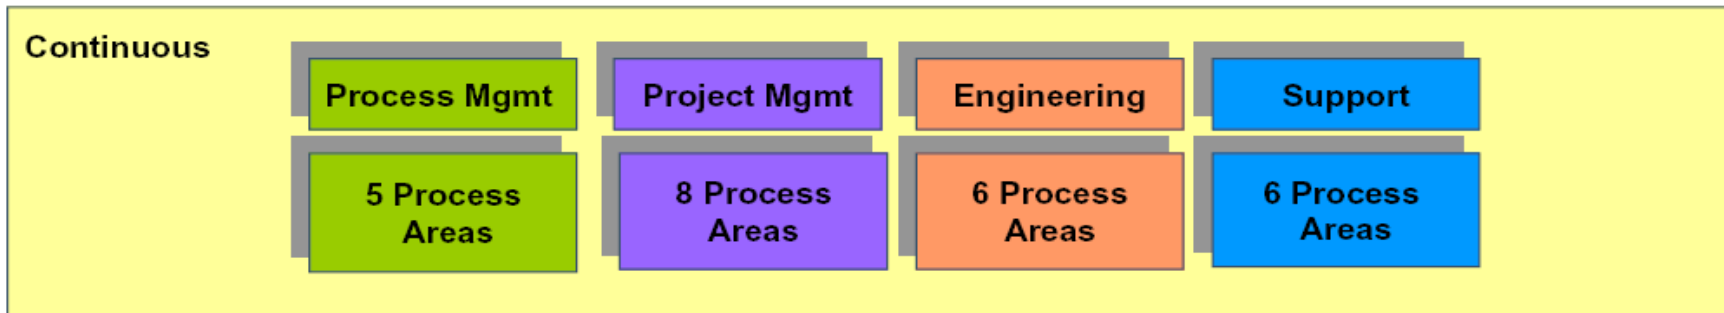 Continuous
Process Mgmt
Project Mgmt
Engineering
Support
5 Process
Areas
8 Process
Areas
6 Process
Areas
6 Process
Areas